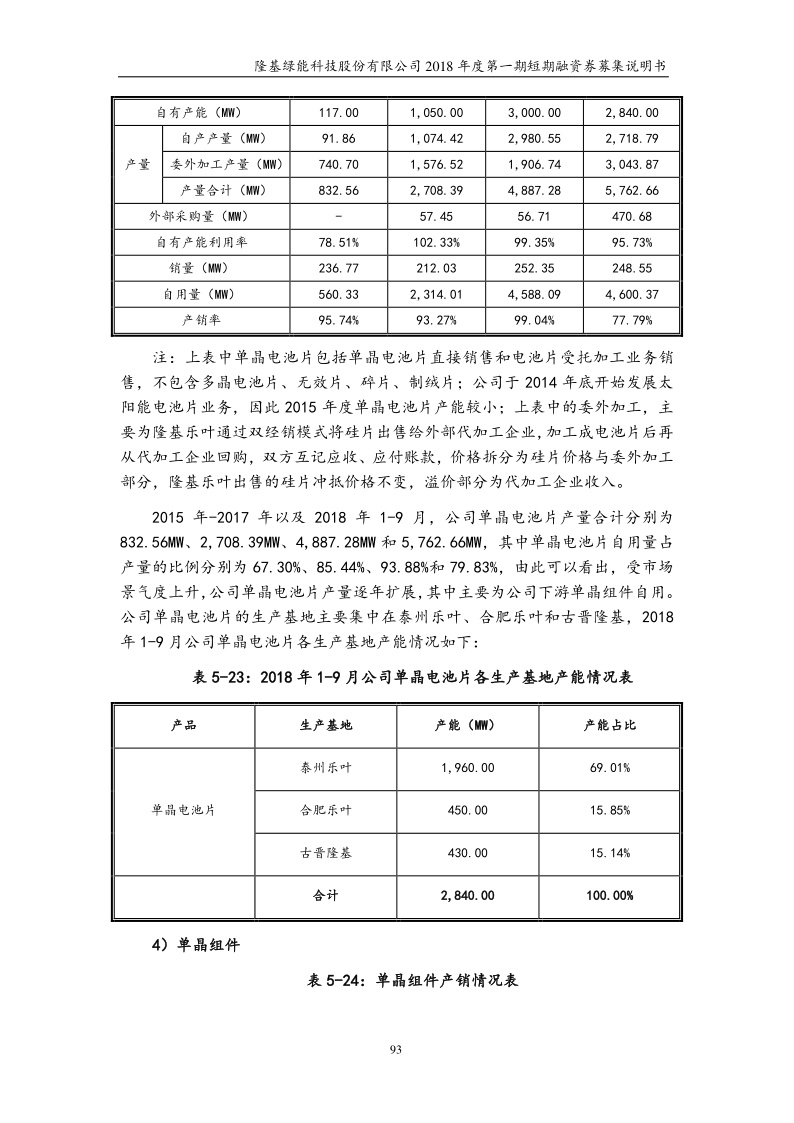 隆基绿能科技股份有限公司 2018 年度第一期短期融资券募集说明书
自有产能（MW） 117.00 1,050.00 3,000.00 2,840.00
产量 自产产量（MW） 91.86 1,074.42 2,980.55 2,718.79
委外加工产量（MW） 740.70 1,576.52 1,906.74 3,043.87
产量合计（MW） 832.56 2,708.39 4,887.28 5,762.66
外部采购量（MW） - 57.45 56.71 470.68
自有产能利用率 78.51% 102.33% 99.35% 95.73%
销量（MW） 236.77 212.03 252.35 248.55
自用量（MW） 560.33 2,314.01 4,588.09 4,600.37
产销率 95.74% 93.27% 99.04% 77.79%
注：上表中单晶电池片包括单晶电池片直接销售和电池片受托加工业务销
售，不包含多晶电池片、无效片、碎片、制绒片；公司于 2014 年底开始发展太
阳能电池片业务，因此 2015 年度单晶电池片产能较小；上表中的委外加工，主
要为隆基乐叶通过双经销模式将硅片出售给外部代加工企业，加工成电池片后再
从代加工企业回购，双方互记应收、应付账款，价格拆分为硅片价格与委外加工
部分，隆基乐叶出售的硅片冲抵价格不变，溢价部分为代加工企业收入。
2015 年-2017 年以及 2018 年 1-9 月，公司单晶电池片产量合计分别为
832.56MW、2,708.39MW、4,887.28MW 和 5,762.66MW，其中单晶电池片自用量占
产量的比例分别为 67.30%、85.44%、93.88%和 79.83%，由此可以看出，受市场
景气度上升，公司单晶电池片产量逐年扩展，其中主要为公司下游单晶组件自用。
公司单晶电池片的生产基地主要集中在泰州乐叶、合肥乐叶和古晋隆基，2018
年 1-9 月公司单晶电池片各生产基地产能情况如下：
表 5-23：2018 年 1-9 月公司单晶电池片各生产基地产能情况表
产品 生产基地 产能（MW） 产能占比
泰州乐叶 1,960.00 69.01%
单晶电池片 合肥乐叶 450.00 15.85%
古晋隆基 430.00 15.14%
合计 2,840.00 100.00%
4）单晶组件
表 5-24：单晶组件产销情况表
93